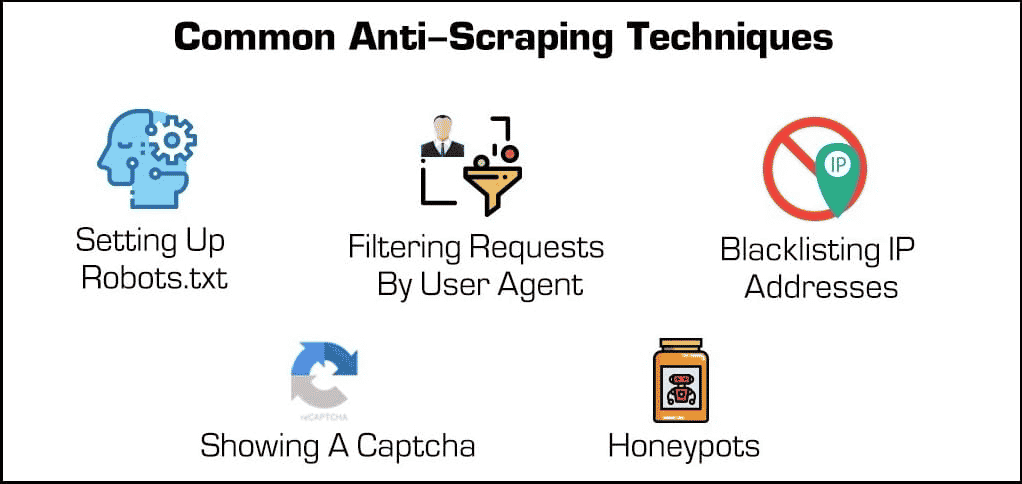 Common Anti-Scraping Techniques
Setting Up
Robots.txt
Filtering Requests
By User Agent
IP
Blacklisting IP
Addresses
reCAPTCHA
Showing A Captcha
Honeypots